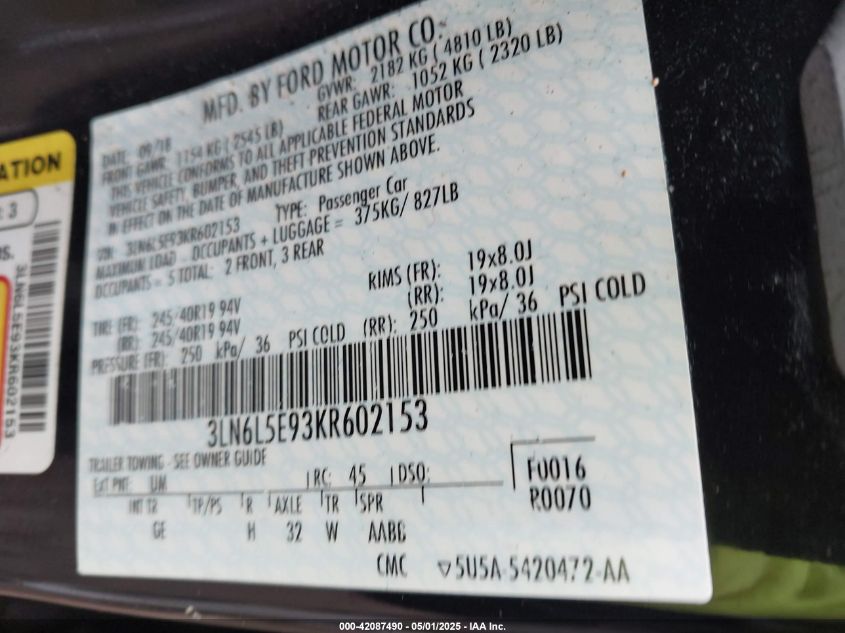 MFD. BY FORD MOTOR CO.
DATE: 09/18 GVWR: 2182 KG ( 4810 LB)
FRONT GAWR: 1154 KG ( 2545 LB) REAR GAWR: 1052 KG ( 2320 LB)
THIS VEHICLE CONFORMS TO ALL APPLICABLE FEDERAL MOTOR
VEHICLE SAFETY, BUMPER, AND THEFT PREVENTION STANDARDS
IN EFFECT ON THE DATE OF MANUFACTURE SHOWN ABOVE.
VIN: 3LN6L5E93KR602153 TYPE: Passenger Car
MAXIMUM LOAD - OCCUPANTS + LUGGAGE = 375KG/ 827LB
OCCUPANTS = 5 TOTAL: 2 FRONT, 3 REAR
TIRE (FR): 245/40R19 94V RIMS (FR): 19x8.0J
(RR): 245/40R19 94V (RR): 19x8.0J
PRESSURE (FR): 250 kPa/ 36 PSI COLD (RR): 250 kPa/ 36 PSI COLD
3LN6L5E93KR602153
TRAILER TOWING - SEE OWNER GUIDE
EXT PNT: UM RC: 45 DSO: F0016
R0070
INT TR TP/PS R AXLE TR SPR
GE H 32 W AABB
CMC ▽5U5A-5420472-AA
ATION
: 3
BS.
3LN6L5E93KR602153
000-42087490 - 05/01/2025 - IAA Inc.